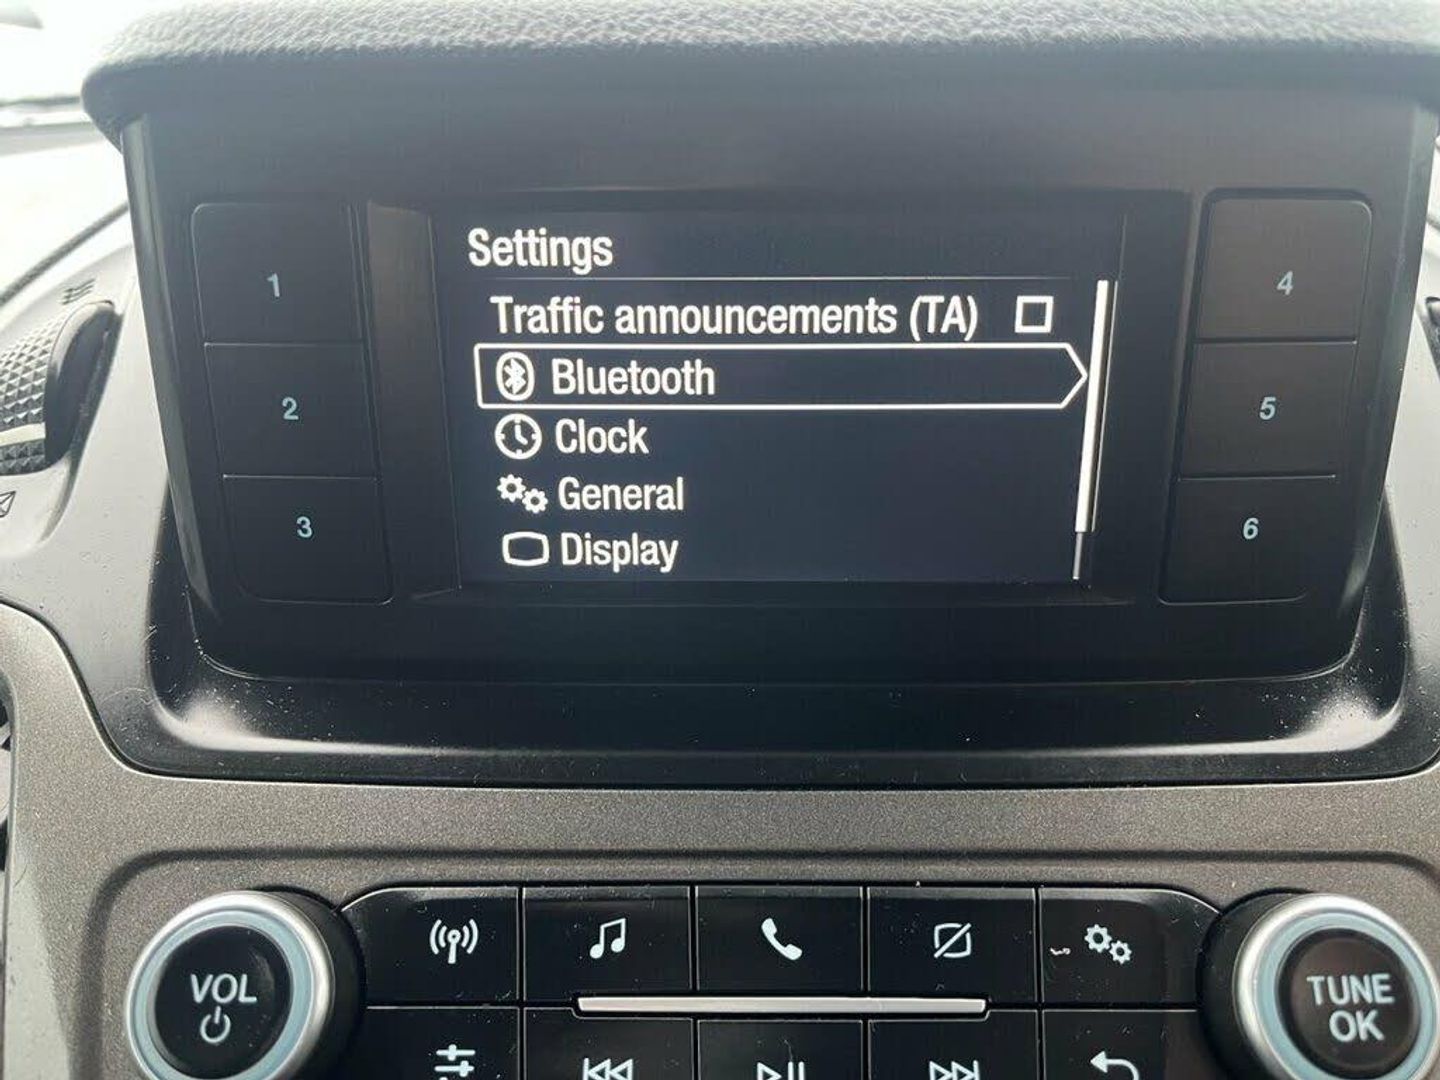 Settings
Traffic announcements (TA)
Bluetooth
Clock
General
Display
1
2
3
4
5
6
VOL
TUNE
OK